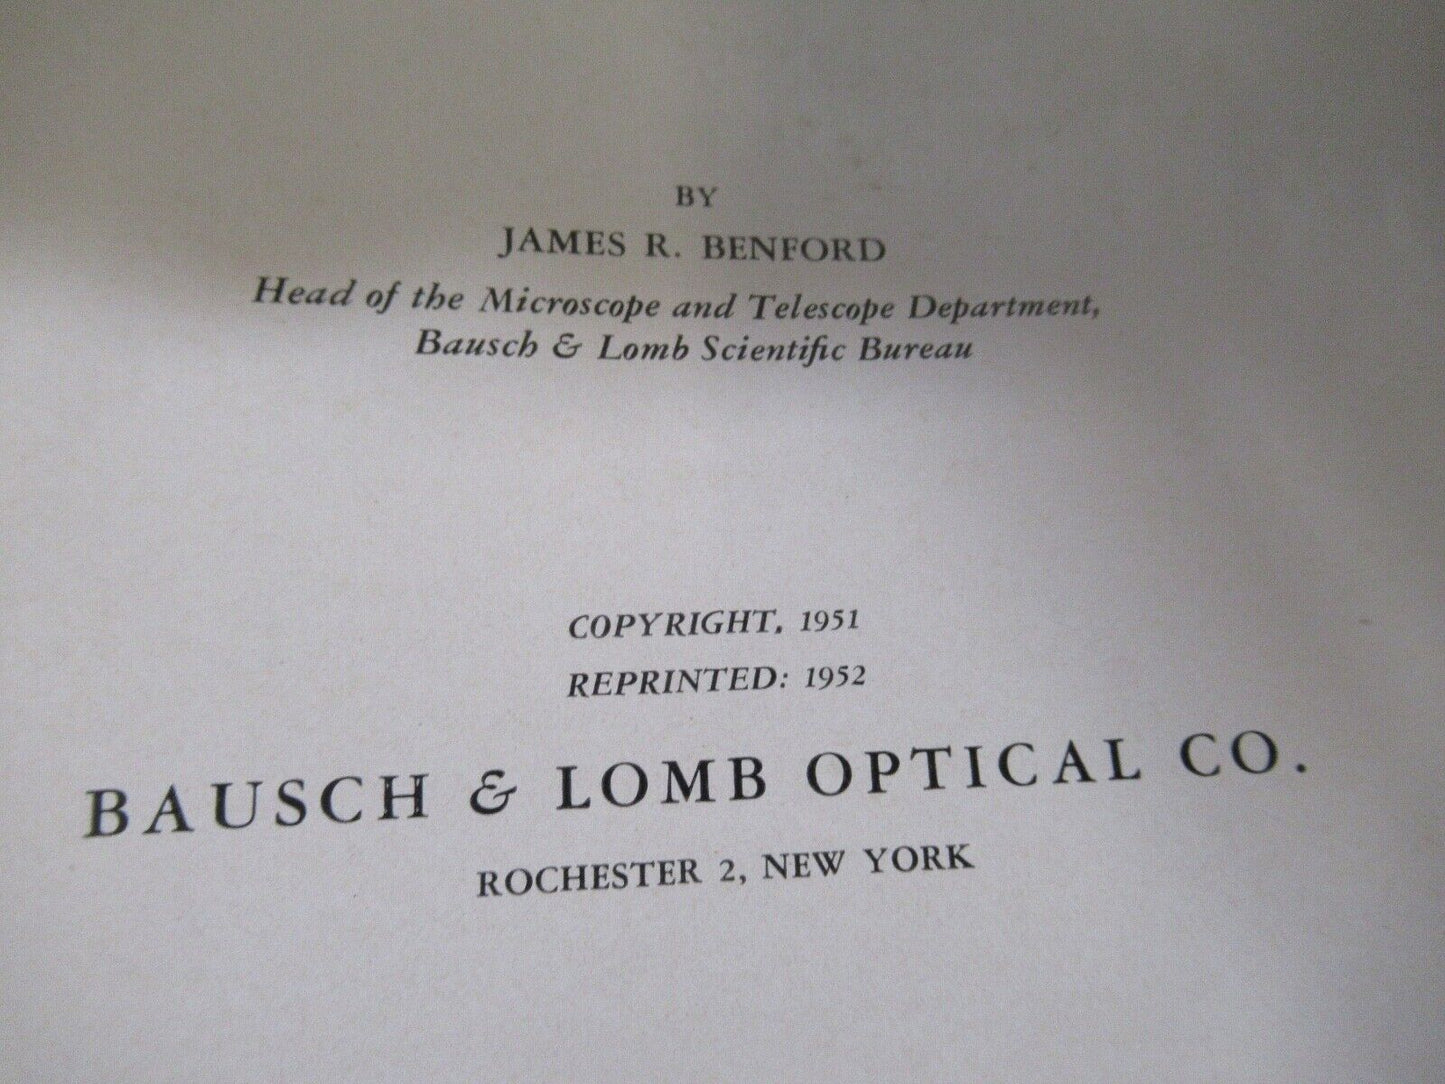 BY
JAMES R. BENFORD
Head of the Microscope and Telescope Department,
Bausch & Lomb Scientific Bureau
COPYRIGHT, 1951
REPRINTED: 1952
BAUSCH & LOMB OPTICAL CO.
ROCHESTER 2, NEW YORK